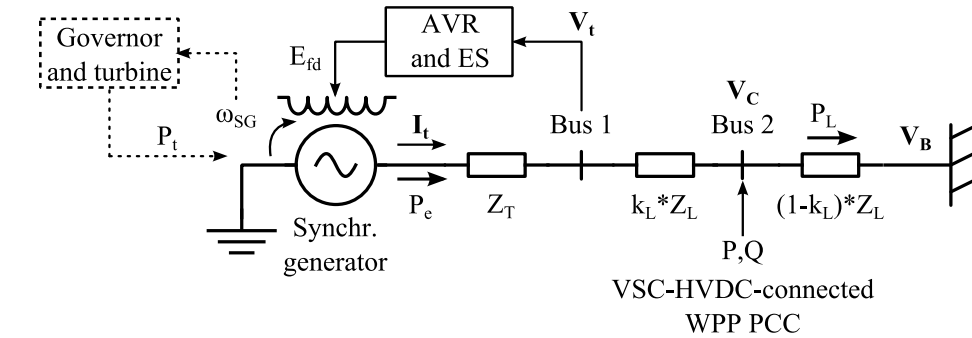 Governor
and turbine
AVR
and ES
V_t
E_fd
ω_SG
P_t
I_t
P_e
Synchr.
generator
Z_T
Bus 1
k_L*Z_L
V_C
Bus 2
P_L
(1-k_L)*Z_L
V_B
P,Q
VSC-HVDC-connected
WPP PCC